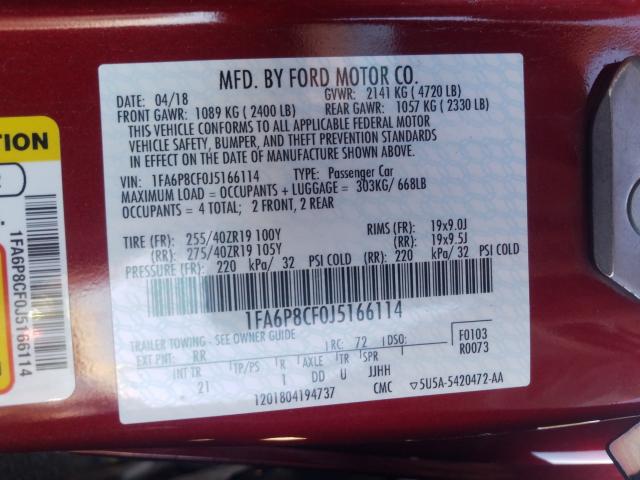 MFD. BY FORD MOTOR CO.
DATE: 04/18 GVWR: 2141 KG ( 4720 LB)
FRONT GAWR: 1089 KG ( 2400 LB) REAR GAWR: 1057 KG ( 2330 LB)
THIS VEHICLE CONFORMS TO ALL APPLICABLE FEDERAL MOTOR
VEHICLE SAFETY, BUMPER, AND THEFT PREVENTION STANDARDS
IN EFFECT ON THE DATE OF MANUFACTURE SHOWN ABOVE.
VIN: 1FA6P8CF0J5166114 TYPE: Passenger Car
MAXIMUM LOAD = OCCUPANTS + LUGGAGE = 303KG/ 668LB
OCCUPANTS = 4 TOTAL; 2 FRONT, 2 REAR
TIRE (FR): 255/40ZR19 100Y RIMS (FR): 19x9.0J
(RR): 275/40ZR19 105Y (RR): 19x9.5J
PRESSURE (FR): 220 kPa/ 32 PSI COLD (RR): 220 kPa/ 32 PSI COLD
1FA6P8CF0J5166114
TRAILER TOWING - SEE OWNER GUIDE
EXT PNT: RR RC: 72 DSO: F0103
R0073
INT TR TP/PS R AXLE TR SPR
21 1 DD U JJHH
1201804194737 CMC ▽5U5A-5420472-AA
TION
1FA6P8CF0J5166114